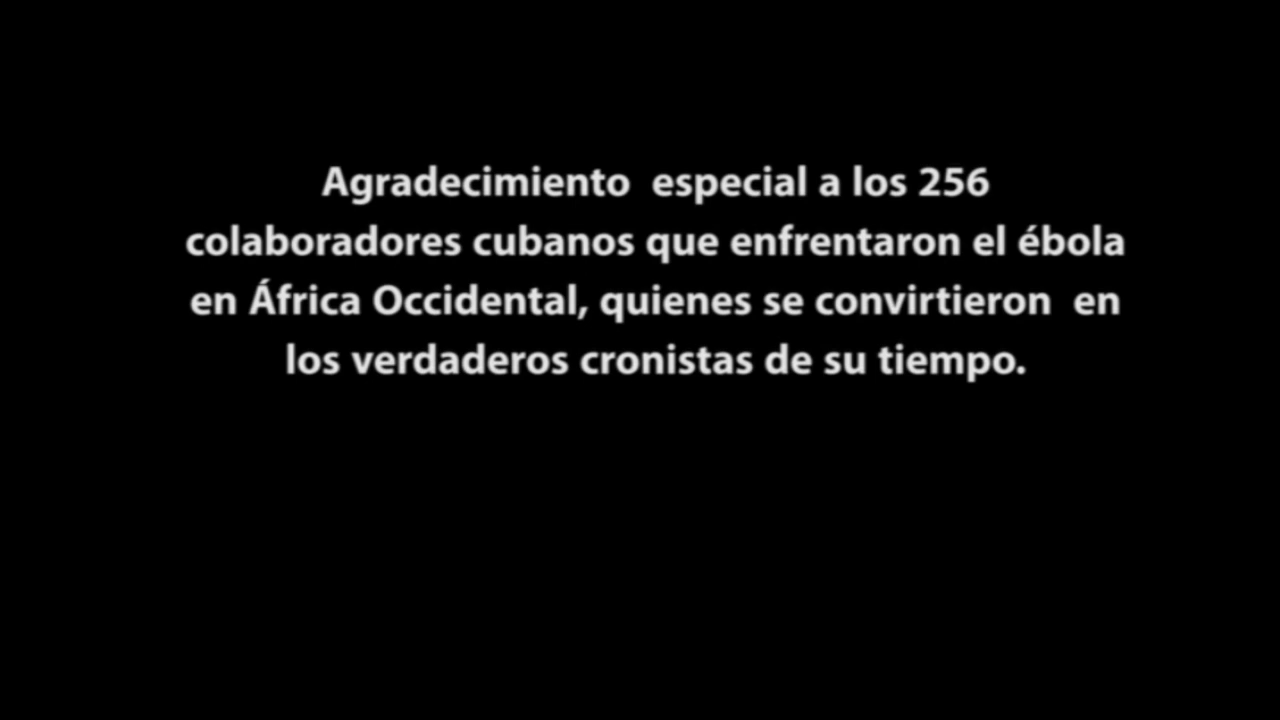 Agradecimiento  especial a los 256
colaboradores cubanos que enfrentaron el ébola
en África Occidental, quienes se convirtieron  en
los verdaderos cronistas de su tiempo.